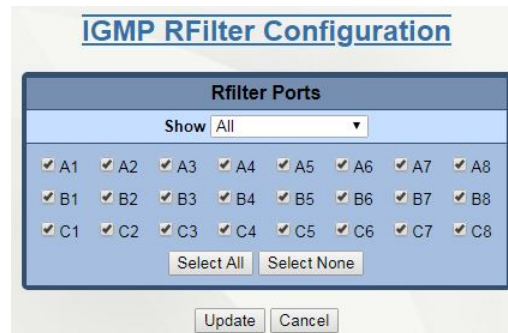 IGMP RFilter Configuration
Rfilter Ports
Show All
A1 A2 A3 A4 A5 A6 A7 A8
B1 B2 B3 B4 B5 B6 B7 B8
C1 C2 C3 C4 C5 C6 C7 C8
Select All Select None
Update Cancel